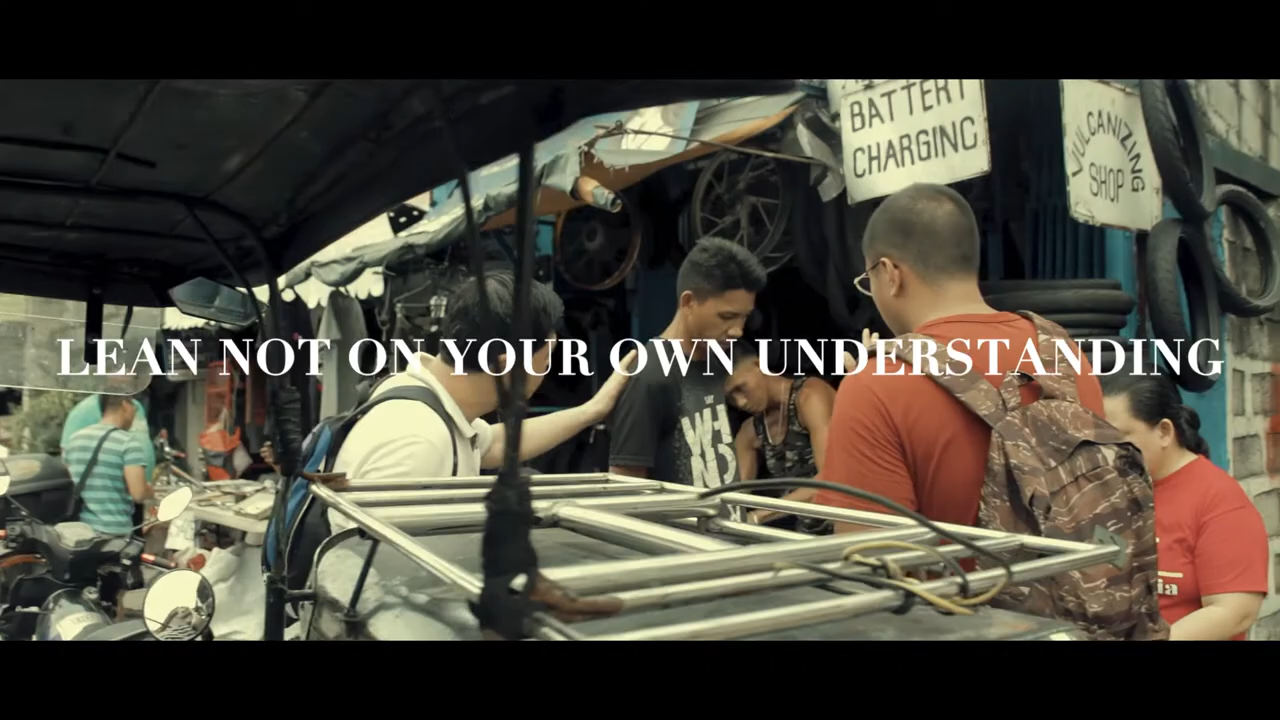 BATTERY
CHARGING
VULCANIZING
SHOP
LEAN NOT ON YOUR OWN UNDERSTANDING